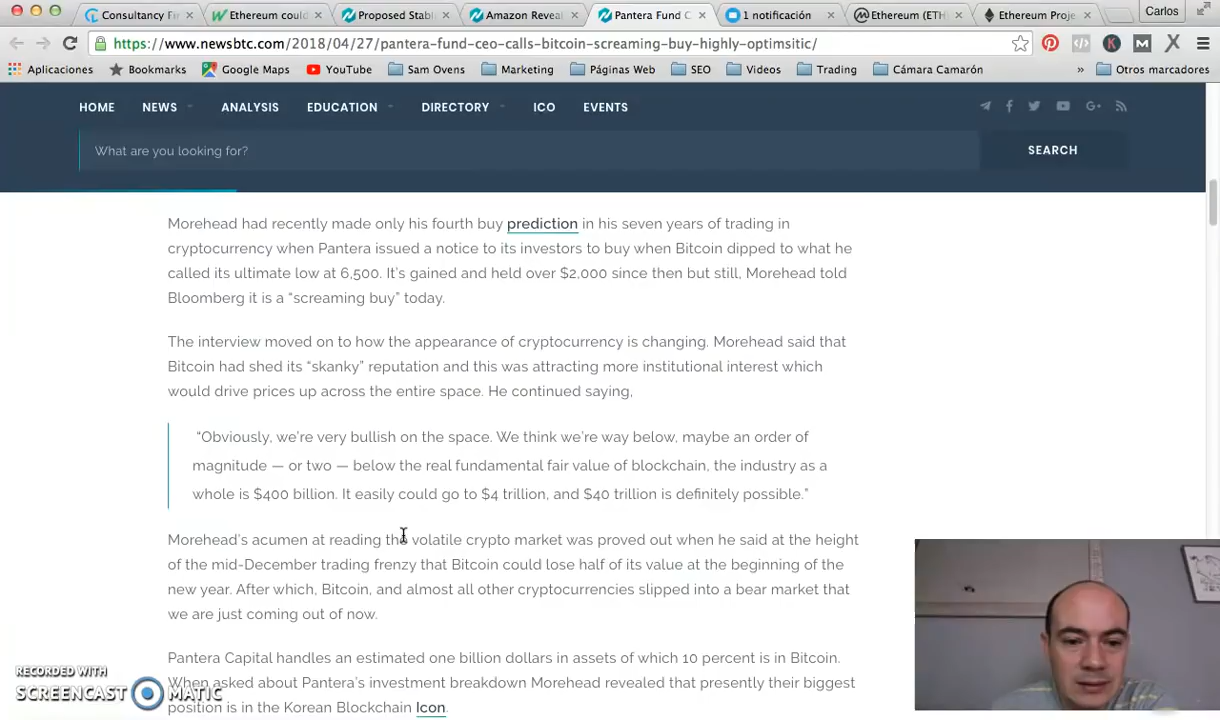 Consultancy Fi
Ethereum could
Proposed Stabl
Amazon Reveal
Pantera Fund C
1 notificación
Ethereum (ETH
Ethereum Proje
Carlos
https://www.newsbtc.com/2018/04/27/pantera-fund-ceo-calls-bitcoin-screaming-buy-highly-optimsitic/
Aplicaciones
Bookmarks
Google Maps
YouTube
Sam Ovens
Marketing
Páginas Web
SEO
Videos
Trading
Cámara Camarón
»
Otros marcadores
HOME NEWS ANALYSIS EDUCATION DIRECTORY ICO EVENTS
What are you looking for?
SEARCH
Morehead had recently made only his fourth buy prediction in his seven years of trading in
cryptocurrency when Pantera issued a notice to its investors to buy when Bitcoin dipped to what he
called its ultimate low at 6,500. It's gained and held over $2,000 since then but still, Morehead told
Bloomberg it is a “screaming buy” today.
The interview moved on to how the appearance of cryptocurrency is changing. Morehead said that
Bitcoin had shed its “skanky” reputation and this was attracting more institutional interest which
would drive prices up across the entire space. He continued saying,
“Obviously, we're very bullish on the space. We think we're way below, maybe an order of
magnitude — or two — below the real fundamental fair value of blockchain, the industry as a
whole is $400 billion. It easily could go to $4 trillion, and $40 trillion is definitely possible.”
Morehead's acumen at reading the volatile crypto market was proved out when he said at the height
of the mid-December trading frenzy that Bitcoin could lose half of its value at the beginning of the
new year. After which, Bitcoin, and almost all other cryptocurrencies slipped into a bear market that
we are just coming out of now.
Pantera Capital handles an estimated one billion dollars in assets of which 10 percent is in Bitcoin.
When asked about Pantera's investment breakdown Morehead revealed that presently their biggest
position is in the Korean Blockchain Icon.
RECORDED WITH
SCREENCAST MATIC